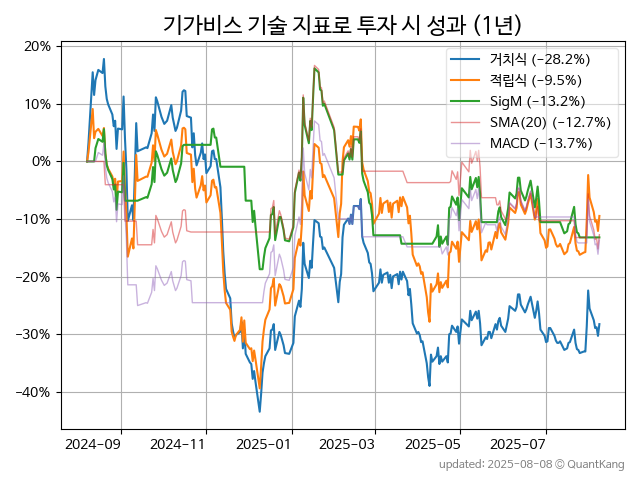 기가비스 기술 지표로 투자 시 성과 (1년)
거치식 (−28.2%)
적립식 (−9.5%)
SigM (−13.2%)
SMA(20) (−12.7%)
MACD (−13.7%)
20%
10%
0%
−10%
−20%
−30%
−40%
2024-09
2024-11
2025-01
2025-03
2025-05
2025-07
updated: 2025-08-08 © QuantKang